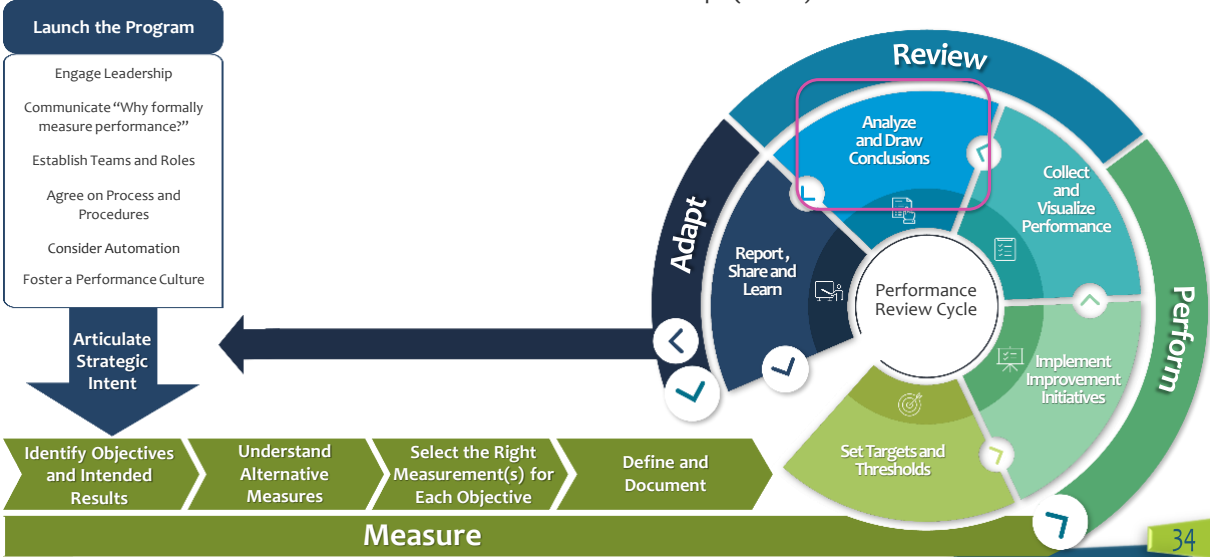 Launch the Program
Engage Leadership
Communicate “Why formally
measure performance?”
Establish Teams and Roles
Agree on Process and
Procedures
Consider Automation
Foster a Performance Culture
Articulate
Strategic
Intent
Identify Objectives
and Intended
Results
Understand
Alternative
Measures
Select the Right
Measurement(s) for
Each Objective
Define and
Document
Measure
Set Targets and
Thresholds
Implement
Improvement
Initiatives
Perform
Collect
and
Visualize
Performance
Review
Analyze
and Draw
Conclusions
Report,
Share and
Learn
Adapt
Performance
Review Cycle
34